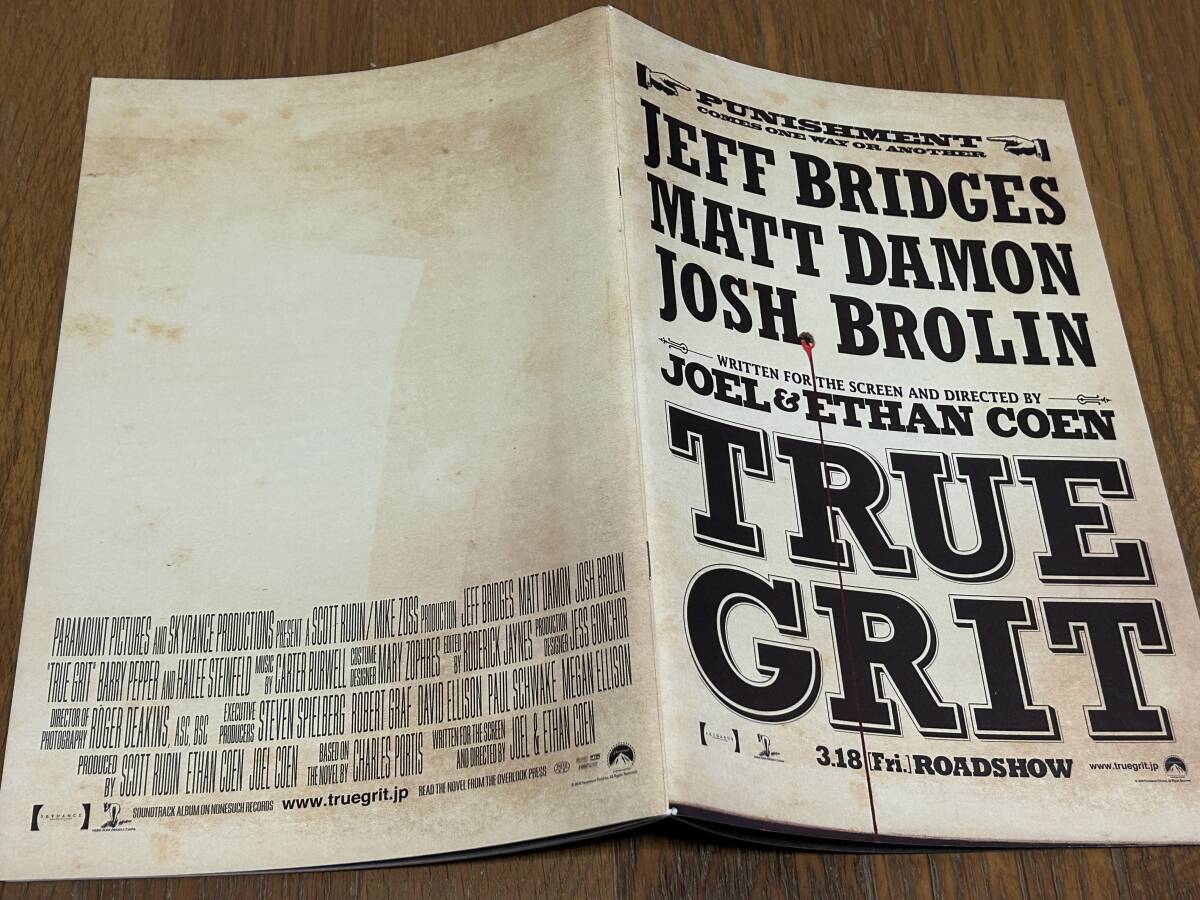 PUNISHMENT
COMES ONE WAY OR ANOTHER
JEFF BRIDGES
MATT DAMON
JOSH BROLIN
WRITTEN FOR THE SCREEN AND DIRECTED BY
JOEL & ETHAN COEN
TRUE
GRIT
3.18 [Fri.] ROADSHOW
www.truegrit.jp
PARAMOUNT PICTURES AND SKYDANCE PRODUCTIONS PRESENT A SCOTT RUDIN / MIKE ZOSS PRODUCTION JEFF BRIDGES MATT DAMON JOSH BROLIN
"TRUE GRIT" BARRY PEPPER AND HAILEE STEINFELD MUSIC BY CARTER BURWELL COSTUME DESIGNER MARY ZOPHRES EDITED BY RODERICK JAYNES PRODUCTION DESIGNER JESS GONCHOR
DIRECTOR OF PHOTOGRAPHY ROGER DEAKINS, ASC, BSC EXECUTIVE PRODUCERS STEVEN SPIELBERG ROBERT GRAF DAVID ELLISON PAUL SCHWAKE MEGAN ELLISON
PRODUCED BY SCOTT RUDIN ETHAN COEN JOEL COEN BASED ON THE NOVEL BY CHARLES PORTIS WRITTEN FOR THE SCREEN AND DIRECTED BY JOEL & ETHAN COEN
SKYDANCE
SOUNDTRACK ALBUM ON NONESUCH RECORDS www.truegrit.jp READ THE NOVEL FROM THE OVERLOOK PRESS